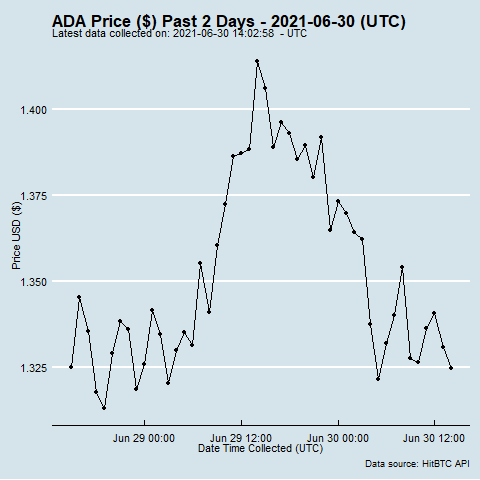 ADA Price ($) Past 2 Days - 2021-06-30 (UTC)
Latest data collected on: 2021-06-30 14:02:58  - UTC
1.400
1.375
1.350
1.325
Price USD ($)
Jun 29 00:00
Jun 29 12:00
Jun 30 00:00
Jun 30 12:00
Date Time Collected (UTC)
Data source: HitBTC API